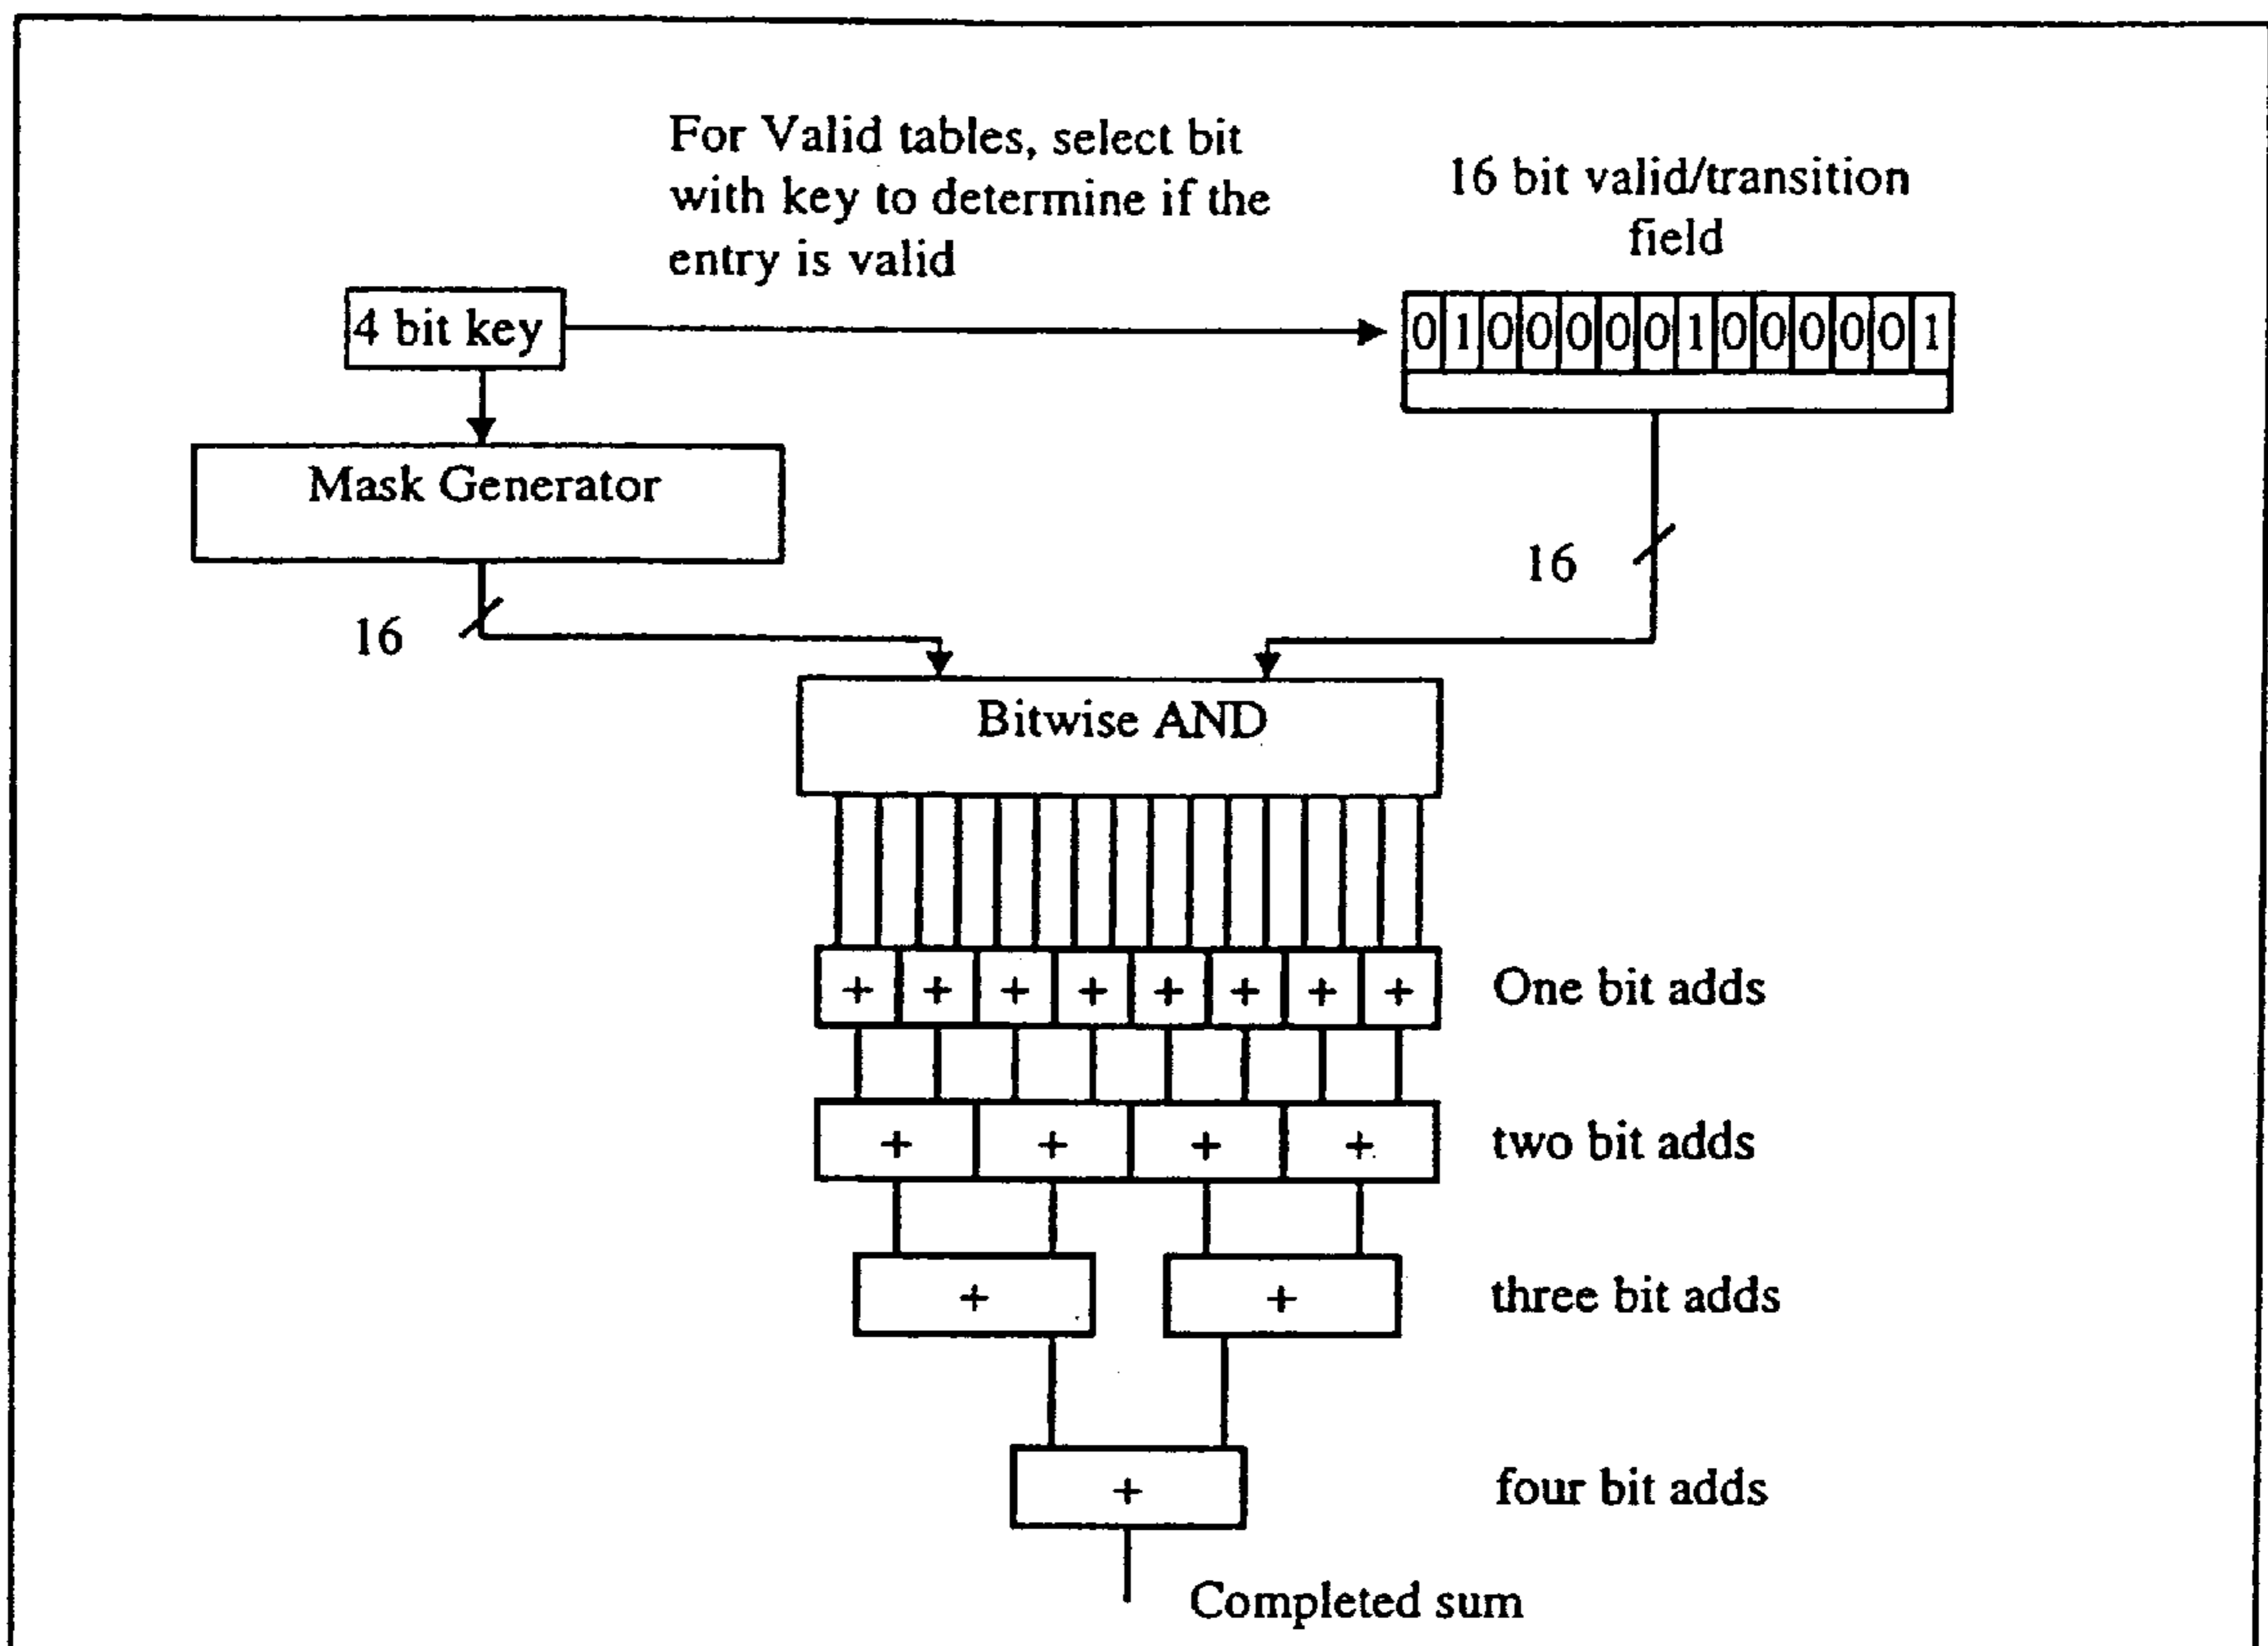 For Valid tables, select bit
with key to determine if the
entry is valid
16 bit valid/transition
field
4 bit key
0 1 0 0 0 0 0 1 0 0 0 0 0 1
Mask Generator
16
16
Bitwise AND
+ + + + + + + +
One bit adds
+ + + +
two bit adds
+ +
three bit adds
+
four bit adds
Completed sum